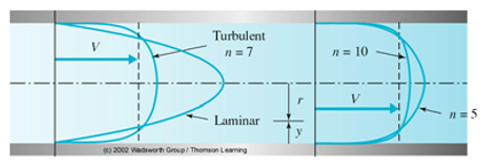 Turbulent
n = 7
V
Laminar
r
y
n = 10
V
n = 5
(c) 2002 Wadsworth Group / Thomson Learning